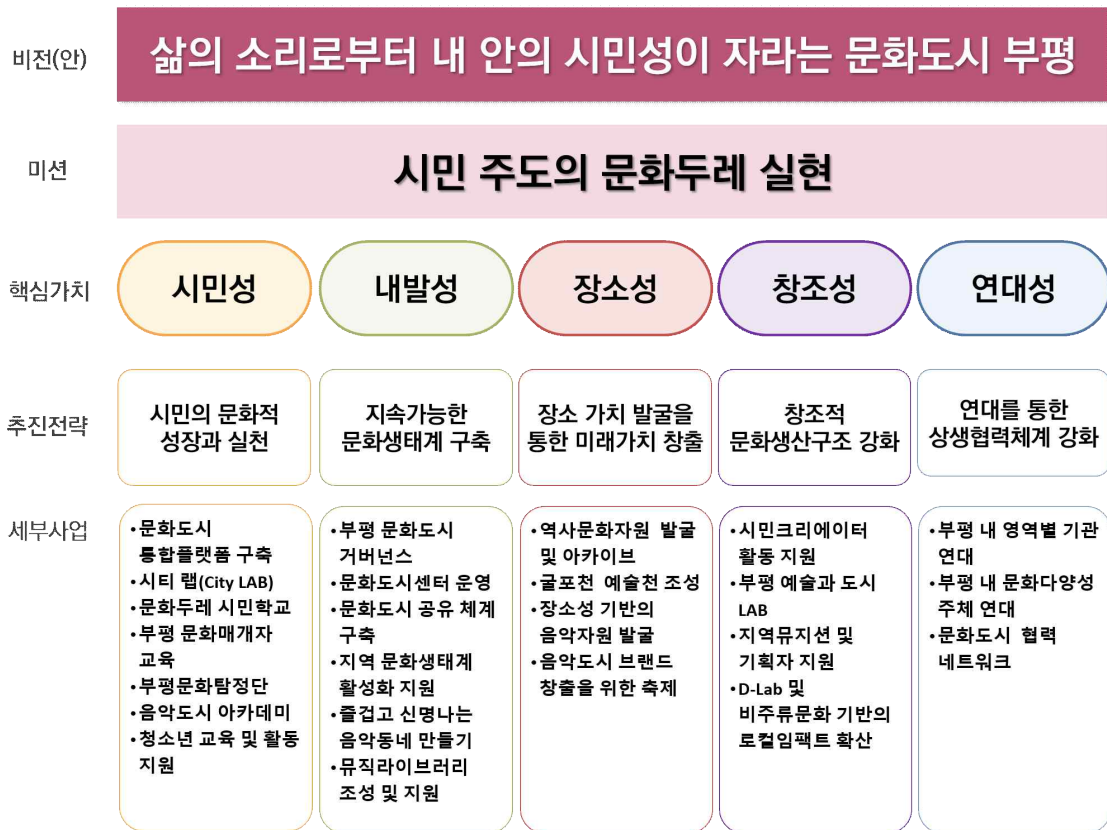 비전(안)
삶의 소리로부터 내 안의 시민성이 자라는 문화도시 부평
미션
시민 주도의 문화두레 실현
핵심가치
시민성
내발성
장소성
창조성
연대성
추진전략
시민의 문화적
성장과 실천
지속가능한
문화생태계 구축
장소 가치 발굴을
통한 미래가치 창출
창조적
문화생산구조 강화
연대를 통한
상생협력체계 강화
세부사업
•문화도시
통합플랫폼 구축
•시티 랩(City LAB)
•문화두레 시민학교
•부평 문화매개자
교육
•부평문화탐정단
•음악도시 아카데미
•청소년 교육 및 활동
지원
•부평 문화도시
거버넌스
•문화도시센터 운영
•문화도시 공유 체계
구축
•지역 문화생태계
활성화 지원
•즐겁고 신명나는
음악동네 만들기
•뮤직라이브러리
조성 및 지원
•역사문화자원 발굴
및 아카이브
•굴포천 예술천 조성
•장소성 기반의
음악자원 발굴
•음악도시 브랜드
창출을 위한 축제
•시민크리에이터
활동 지원
•부평 예술과 도시
LAB
•지역뮤지션 및
기획자 지원
•D-Lab 및
비주류문화 기반의
로컬임팩트 확산
•부평 내 영역별 기관
연대
•부평 내 문화다양성
주체 연대
•문화도시 협력
네트워크